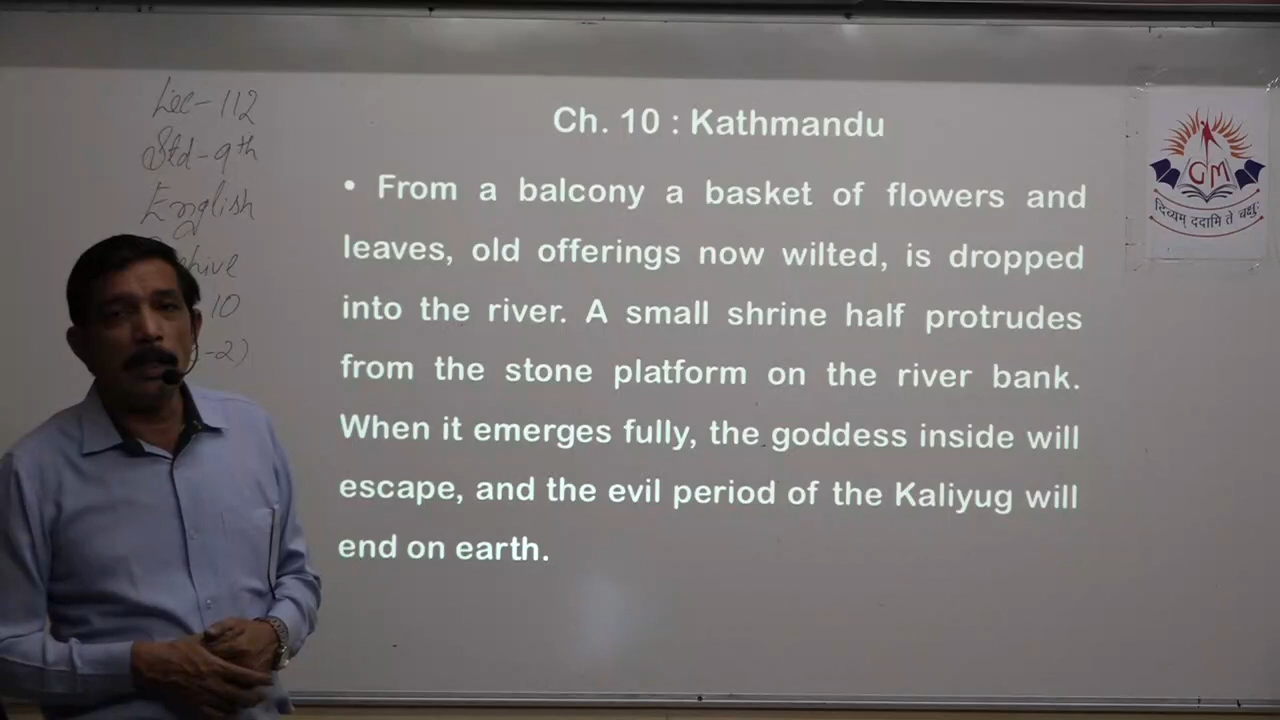 Lec-112
Std-9th
English
10
-2)
Ch. 10 : Kathmandu
• From a balcony a basket of flowers and
leaves, old offerings now wilted, is dropped
into the river. A small shrine half protrudes
from the stone platform on the river bank.
When it emerges fully, the goddess inside will
escape, and the evil period of the Kaliyug will
end on earth.
GM
दिव्यम् ददामि ते चक्षुः